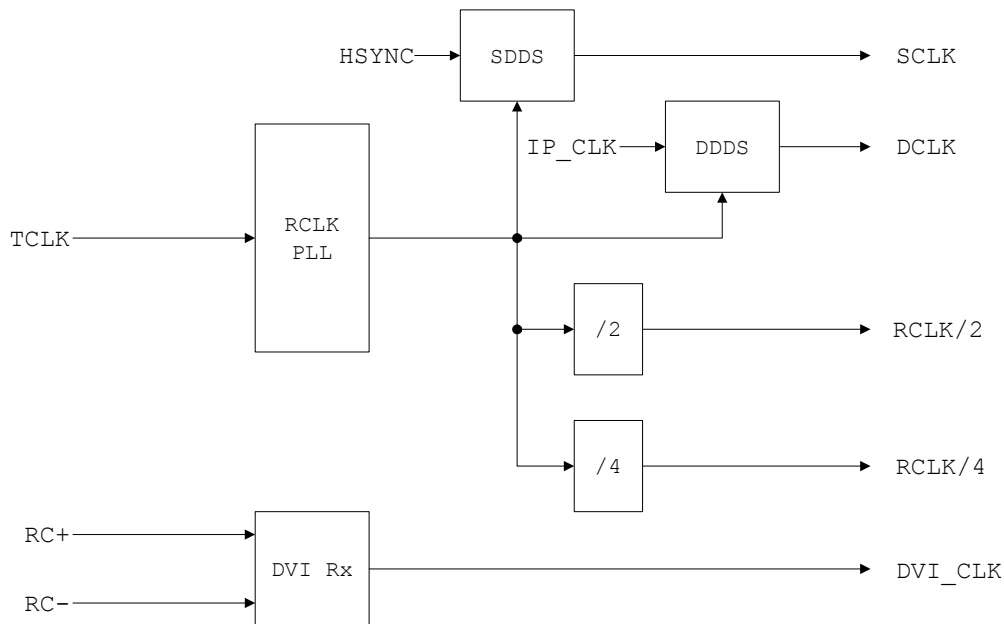 HSYNC
SDDS
SCLK
IP_CLK
DDDS
DCLK
TCLK
RCLK
PLL
/2
RCLK/2
/4
RCLK/4
RC+
DVI Rx
DVI_CLK
RC-